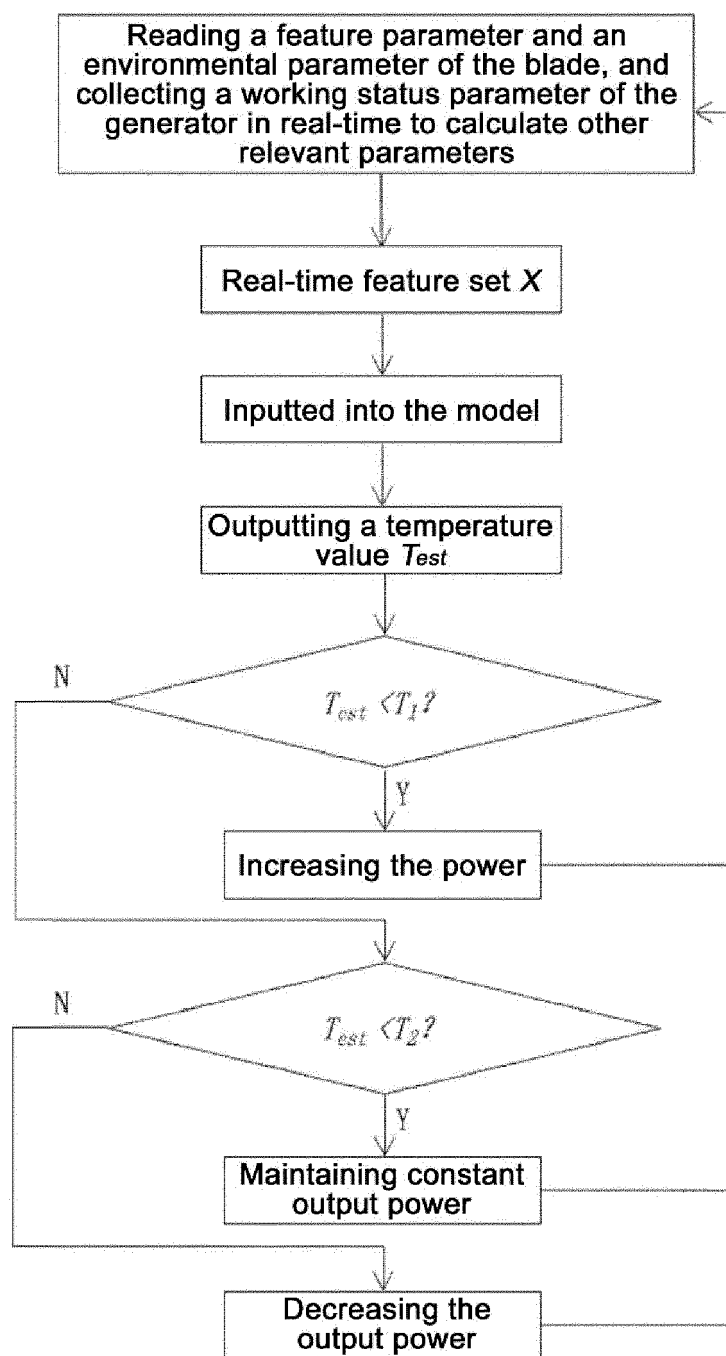 Reading a feature parameter and an
environmental parameter of the blade, and
collecting a working status parameter of the
generator in real-time to calculate other
relevant parameters
Real-time feature set X
Inputted into the model
Outputting a temperature
value Test
N
Test <T1?
Y
Increasing the power
N
Test <T2?
Y
Maintaining constant
output power
Decreasing the
output power